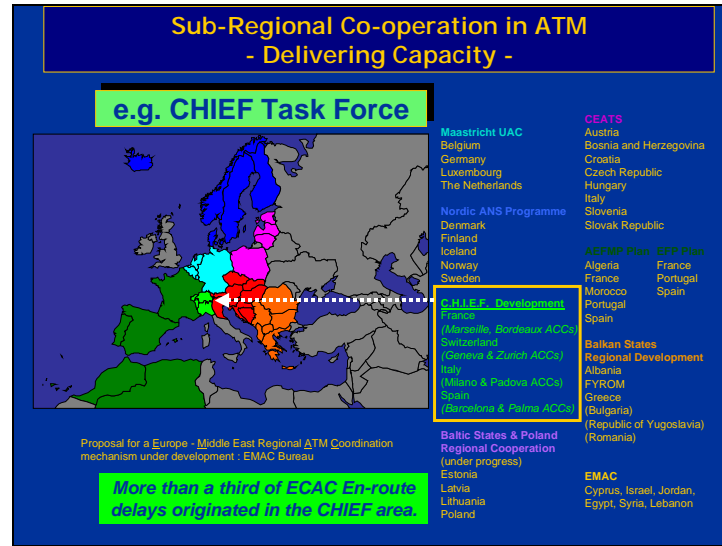 Sub-Regional Co-operation in ATM
- Delivering Capacity -
e.g. CHIEF Task Force
Maastricht UAC
Belgium
Germany
Luxembourg
The Netherlands
Nordic ANS Programme
Denmark
Finland
Iceland
Norway
Sweden
C.H.I.E.F. Development
France
(Marseille, Bordeaux ACCs)
Switzerland
(Geneva & Zurich ACCs)
Italy
(Milano & Padova ACCs)
Spain
(Barcelona & Palma ACCs)
Baltic States & Poland
Regional Cooperation
(under progress)
Estonia
Latvia
Lithuania
Poland
CEATS
Austria
Bosnia and Herzegovina
Croatia
Czech Republic
Hungary
Italy
Slovenia
Slovak Republic
AEFMP Plan EFP Plan
Algeria France
France Portugal
Morocco Spain
Portugal
Spain
Balkan States
Regional Development
Albania
FYROM
Greece
(Bulgaria)
(Republic of Yugoslavia)
(Romania)
EMAC
Cyprus, Israel, Jordan,
Egypt, Syria, Lebanon
Proposal for a Europe - Middle East Regional ATM Coordination
mechanism under development : EMAC Bureau
More than a third of ECAC En-route
delays originated in the CHIEF area.